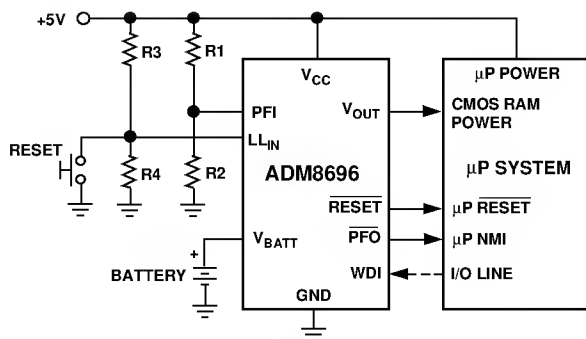 +5V
R3
R1
VCC
μP POWER
PFI
VOUT
CMOS RAM
POWER
RESET
LLIN
R4
R2
ADM8696
μP SYSTEM
RESET
μP RESET
VBATT
PFO
μP NMI
BATTERY
+
WDI
I/O LINE
GND